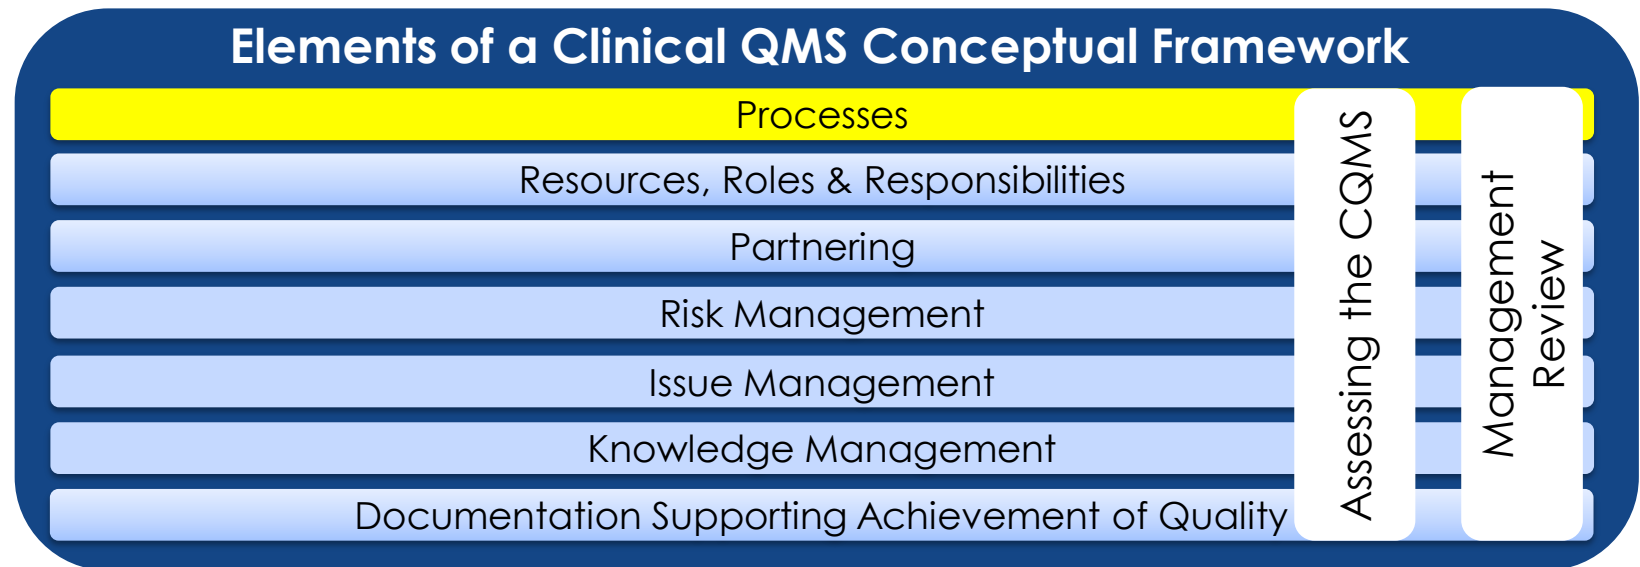 Elements of a Clinical QMS Conceptual Framework
Processes
Resources, Roles & Responsibilities
Partnering
Risk Management
Issue Management
Knowledge Management
Documentation Supporting Achievement of Quality
Assessing the CQMS
Management
Review